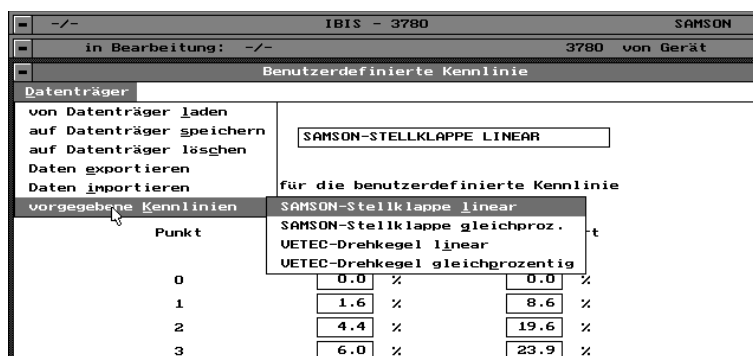 -/- IBIS - 3780 SAMSON
in Bearbeitung: -/- 3780 von Gerät
Benutzerdefinierte Kennlinie
Datenträger
von Datenträger laden
auf Datenträger speichern
SAMSON-STELLKLAPPE LINEAR
auf Datenträger löschen
Daten exportieren
Daten importieren
für die benutzerdefinierte Kennlinie
vorgegebene Kennlinien
SAMSON-Stellklappe linear
SAMSON-Stellklappe gleichproz.
VETEC-Drehkegel linear
VETEC-Drehkegel gleichprozentig
Punkt t
0 0.0 % 0.0 %
1 1.6 % 8.6 %
2 4.4 % 19.6 %
3 6.0 % 23.9 %